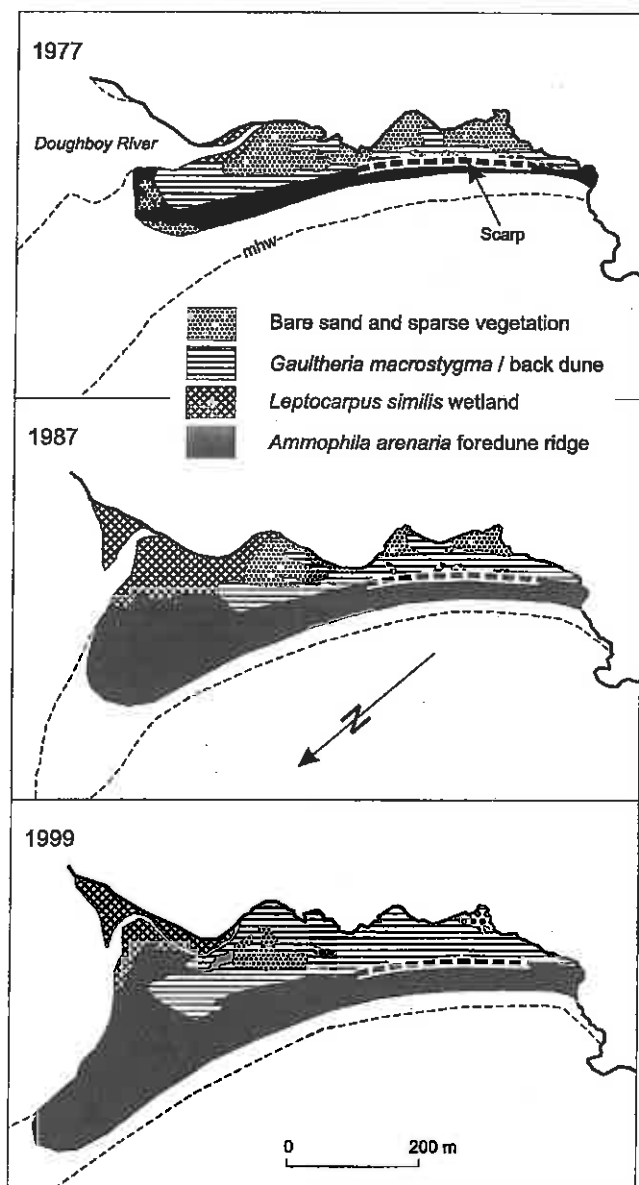 1977
Doughboy River
Scarp
mhw
Bare sand and sparse vegetation
Gaultheria macrostygma / back dune
Leptocarpus similis wetland
Ammophila arenaria foredune ridge
1987
N
1999
0 200 m